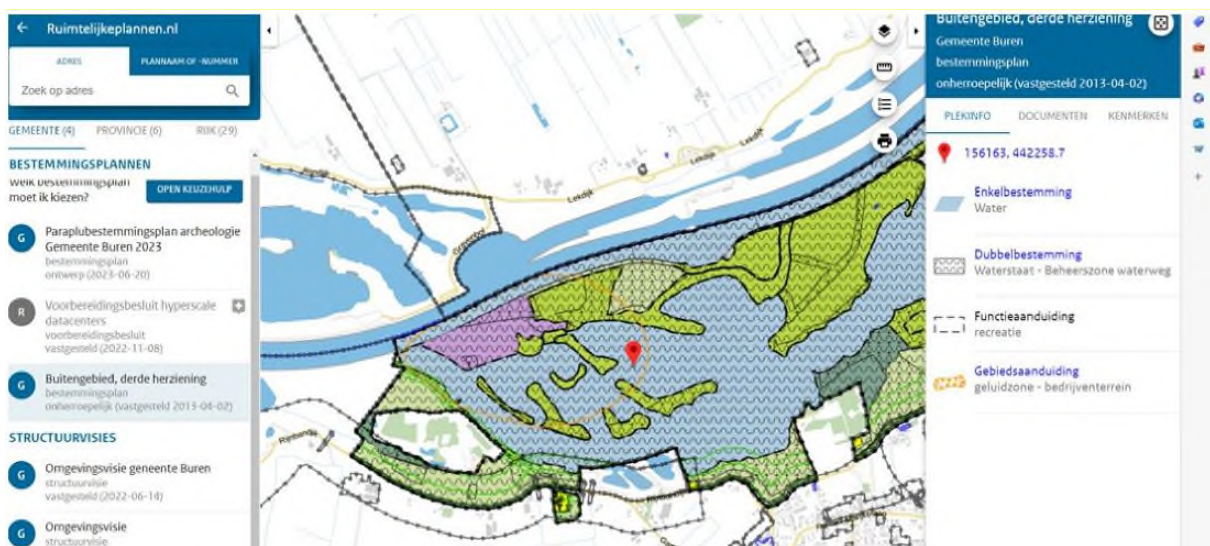 Ruimtelijkeplannen.nl
ADRES
PLANNAAM OF -NUMMER
Zoek op adres
GEMEENTE (4)
PROVINCIE (6)
RIJK (29)
BESTEMMINGSPLANNEN
welk bestemmingsplan
moet ik kiezen?
OPEN KEUZEHULP
G
Paraplubestemmingsplan archeologie
Gemeente Buren 2023
bestemmingsplan
ontwerp (2023-06-20)
R
Voorbereidingsbesluit hyperscale
datacenters
voorbereidingsbesluit
vastgesteld (2022-11-08)
G
Buitengebied, derde herziening
bestemmingsplan
onherroepelijk (vastgesteld 2013-04-02)
STRUCTUURVISIES
G
Omgevingsvisie geneente Buren
structuurvisie
vastgesteld (2022-06-14)
G
Omgevingsvisie
structuurvisie
Lekdijk
Lekdijk
Lekdijk
Buitengebied, derde herziening
Gemeente Buren
bestemmingsplan
onherroepelijk (vastgesteld 2013-04-02)
PLEKINFO
DOCUMENTEN
KENMERKEN
156163, 442258.7
Enkelbestemming
Water
Dubbelbestemming
Waterstaat - Beheerszone waterweg
Functieaanduiding
recreatie
Gebiedsaanduiding
geluidzone - bedrijventerrein